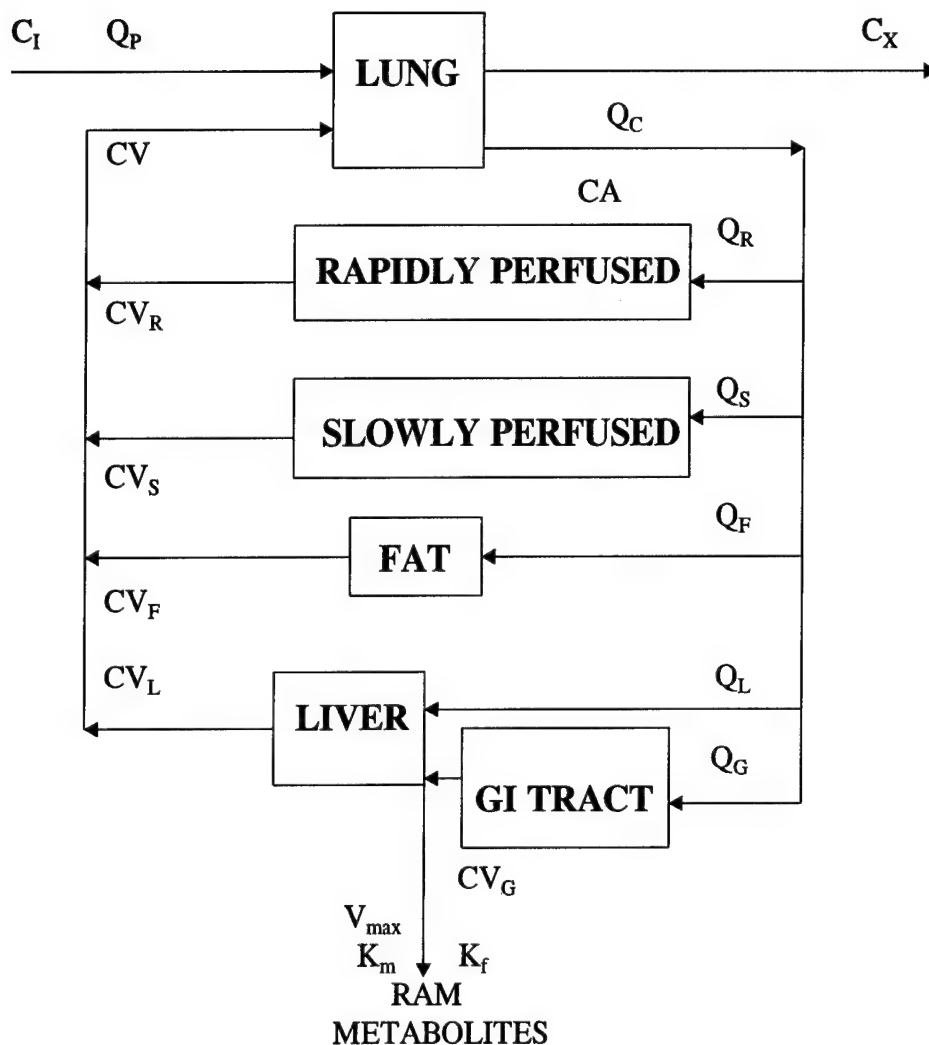 C_I Q_P C_X
LUNG
Q_C
CV
CA
Q_R
RAPIDLY PERFUSED
CV_R
Q_S
SLOWLY PERFUSED
CV_S
Q_F
FAT
CV_F
CV_L
Q_L
LIVER
Q_G
GI TRACT
CV_G
V_max
K_m K_f
RAM
METABOLITES